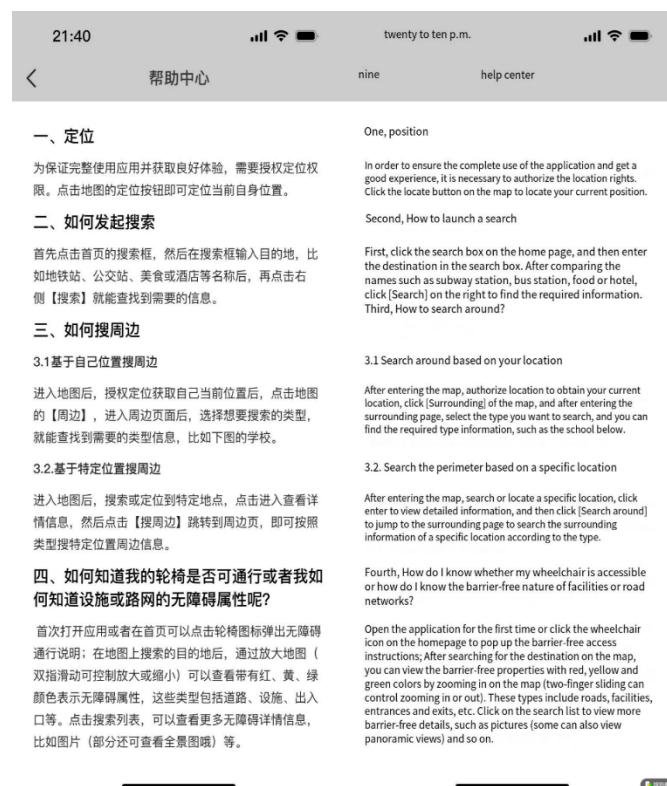 21:40
帮助中心
一、定位
为保证完整使用应用并获取良好体验，需要授权定位权
限。点击地图的定位按钮即可定位当前自身位置。
二、如何发起搜索
首先点击首页的搜索框，然后在搜索框输入目的地，比
如地铁站、公交站、美食或酒店等名称后，再点击右
侧【搜索】就能查找到需要的信息。
三、如何搜周边
3.1基于自己位置搜周边
进入地图后，授权定位获取自己当前位置后，点击地图
的【周边】，进入周边页面后，选择想要搜索的类型，
就能查找到需要的类型信息，比如下图的学校。
3.2.基于特定位置搜周边
进入地图后，搜索或定位到特定地点，点击进入查看详
情信息，然后点击【搜周边】跳转到周边页，即可按照
类型搜特定位置周边信息。
四、如何知道我的轮椅是否可通行或者我如
何知道设施或路网的无障碍属性呢？
首次打开应用或者在首页可以点击轮椅图标弹出无障碍
通行说明；在地图上搜索的目的地后，通过放大地图（
双指滑动可控制放大或缩小）可以查看带有红、黄、绿
颜色表示无障碍属性，这些类型包括道路、设施、出入
口等。点击搜索列表，可以查看更多无障碍详情信息，
比如图片（部分还可查看全景图哦）等。
twenty to ten p.m.
nine
help center
One, position
In order to ensure the complete use of the application and get a
good experience, it is necessary to authorize the location rights.
Click the locate button on the map to locate your current position.
Second, How to launch a search
First, click the search box on the home page, and then enter
the destination in the search box. After comparing the
names such as subway station, bus station, food or hotel,
click [Search] on the right to find the required information.
Third, How to search around?
3.1 Search around based on your location
After entering the map, authorize location to obtain your current
location, click [Surrounding] of the map, and after entering the
surrounding page, select the type you want to search, and you can
find the required type information, such as the school below.
3.2. Search the perimeter based on a specific location
After entering the map, search or locate a specific location, click
enter to view detailed information, and then click [Search around]
to jump to the surrounding page to search the surrounding
information of a specific location according to the type.
Fourth, How do I know whether my wheelchair is accessible
or how do I know the barrier-free nature of facilities or road
networks?
Open the application for the first time or click the wheelchair
icon on the homepage to pop up the barrier-free access
instructions; After searching for the destination on the map,
you can view the barrier-free properties with red, yellow and
green colors by zooming in on the map (two-finger sliding can
control zooming in or out). These types include roads, facilities,
entrances and exits, etc. Click on the search list to view more
barrier-free details, such as pictures (some can also view
panoramic views) and so on.